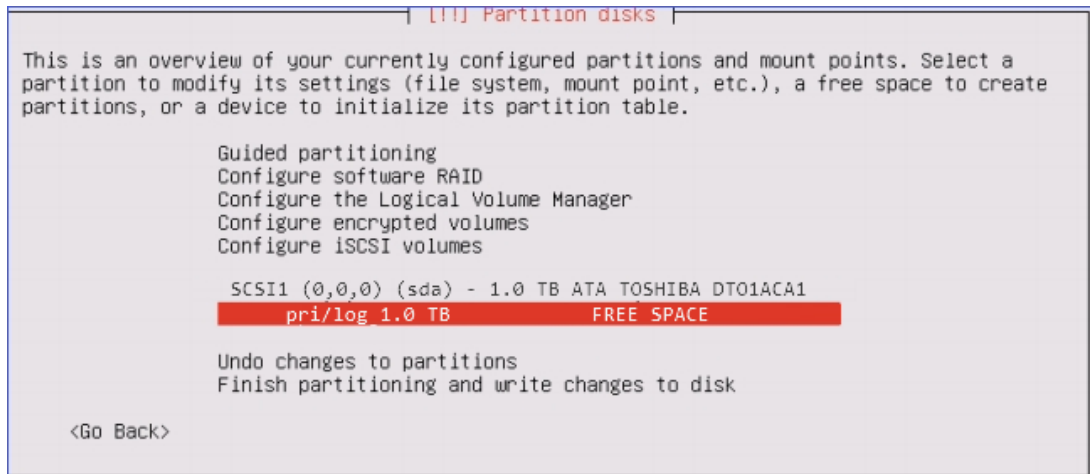 [!!] Partition disks
This is an overview of your currently configured partitions and mount points. Select a
partition to modify its settings (file system, mount point, etc.), a free space to create
partitions, or a device to initialize its partition table.
Guided partitioning
Configure software RAID
Configure the Logical Volume Manager
Configure encrypted volumes
Configure iSCSI volumes
SCSI1 (0,0,0) (sda) - 1.0 TB ATA TOSHIBA DT01ACA1
pri/log 1.0 TB FREE SPACE
Undo changes to partitions
Finish partitioning and write changes to disk
<Go Back>